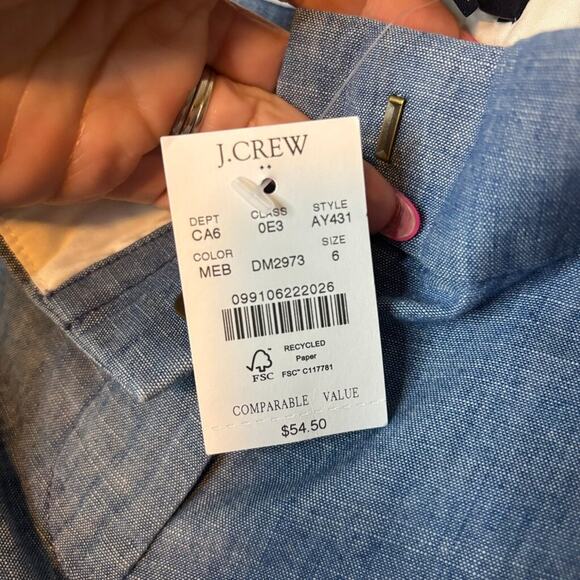 J.CREW
DEPT CLASS STYLE
CA6 0E3 AY431
COLOR SIZE
MEB DM2973 6
099106222026
RECYCLED
Paper
FSC FSC™ C117781
COMPARABLE VALUE
$54.50